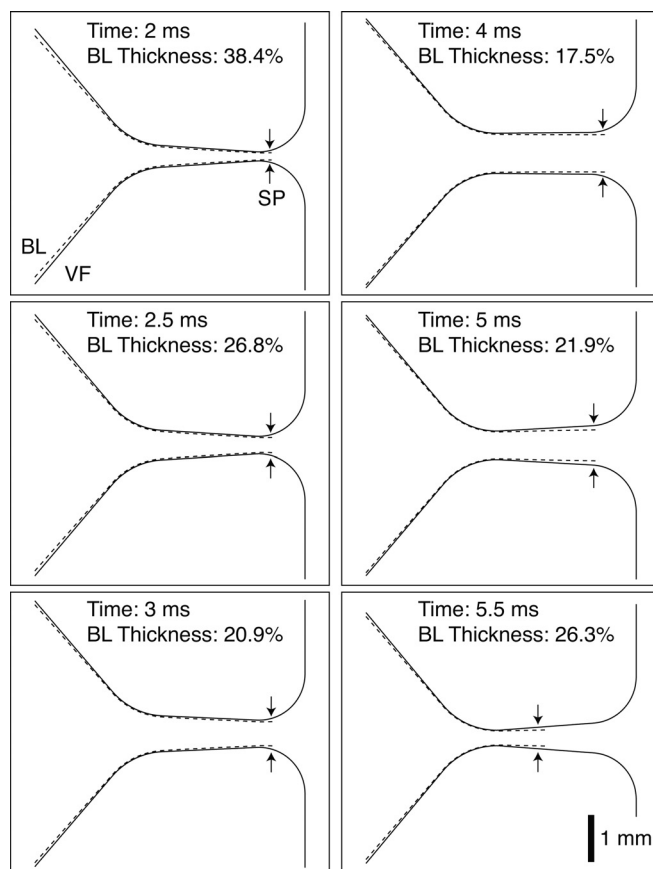 Time: 2 ms
BL Thickness: 38.4%
SP
BL
VF
Time: 4 ms
BL Thickness: 17.5%
Time: 2.5 ms
BL Thickness: 26.8%
Time: 5 ms
BL Thickness: 21.9%
Time: 3 ms
BL Thickness: 20.9%
Time: 5.5 ms
BL Thickness: 26.3%
1 mm